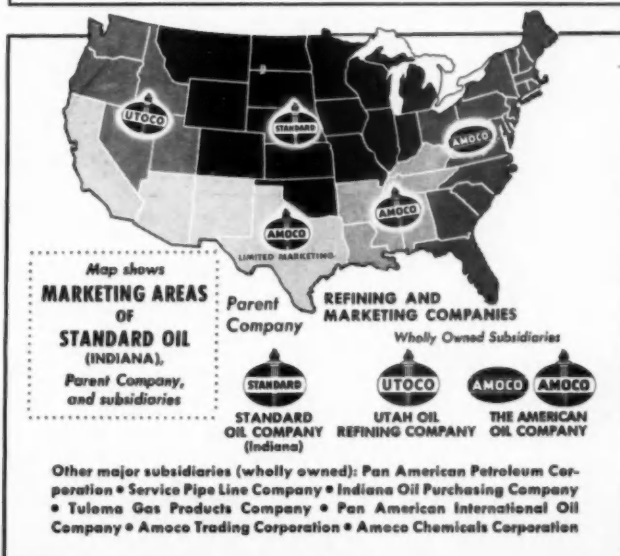 UTOCO
STANDARD
AMOCO
AMOCO
AMOCO
LIMITED MARKETING
Map shows
MARKETING AREAS
OF
STANDARD OIL
(INDIANA),
Parent Company,
and subsidiaries
Parent
Company
REFINING AND
MARKETING COMPANIES
Wholly Owned Subsidiaries
STANDARD
UTOCO
AMOCO
AMOCO
STANDARD
OIL COMPANY
(Indiana)
UTAH OIL
REFINING COMPANY
THE AMERICAN
OIL COMPANY
Other major subsidiaries (wholly owned): Pan American Petroleum Cor-
poration • Service Pipe Line Company • Indiana Oil Purchasing Company
• Tuloma Gas Products Company • Pan American International Oil
Company • Amoco Trading Corporation • Amoco Chemicals Corporation